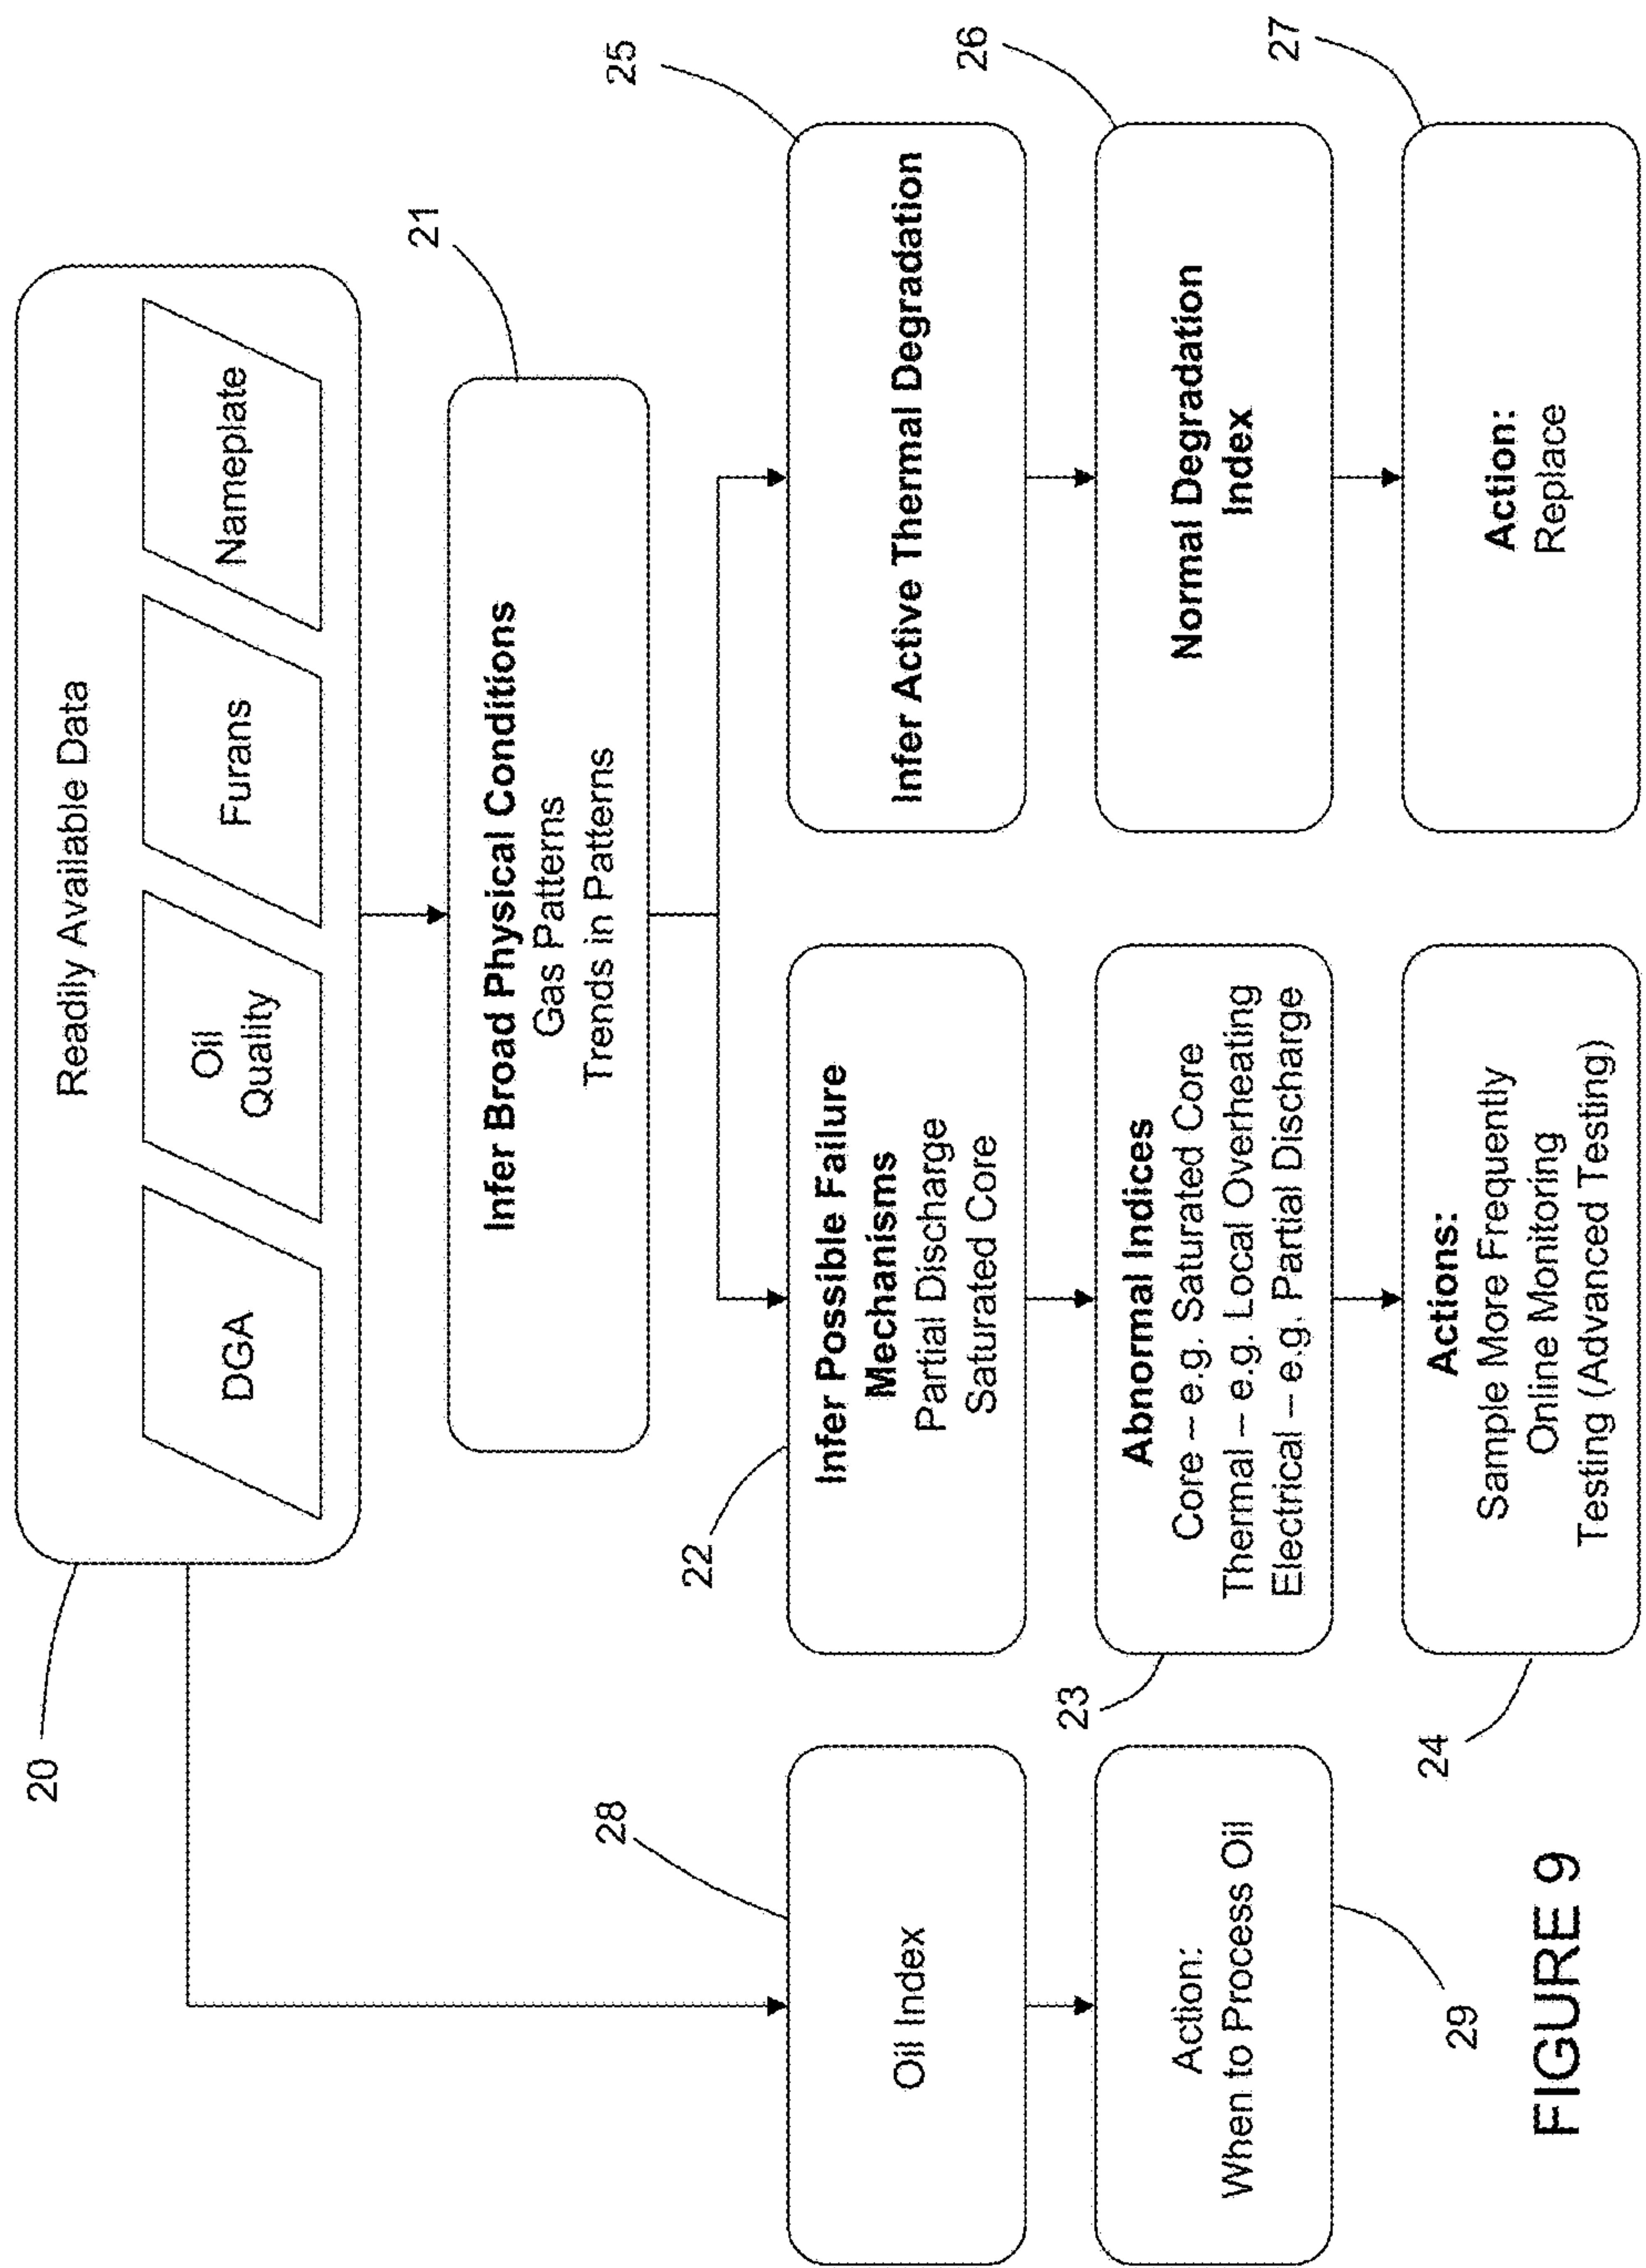 Readily Available Data
DGA
Oil
Quality
Furans
Nameplate
20
21
Infer Broad Physical Conditions
Gas Patterns
Trends in Patterns
28
Oil Index
22
Infer Possible Failure
Mechanisms
Partial Discharge
Saturated Core
25
Infer Active Thermal Degradation
Action:
When to Process Oil
29
23
Abnormal Indices
Core – e.g. Saturated Core
Thermal – e.g. Local Overheating
Electrical – e.g. Partial Discharge
26
Normal Degradation
Index
24
Actions:
Sample More Frequently
Online Monitoring
Testing (Advanced Testing)
27
Action:
Replace
FIGURE 9